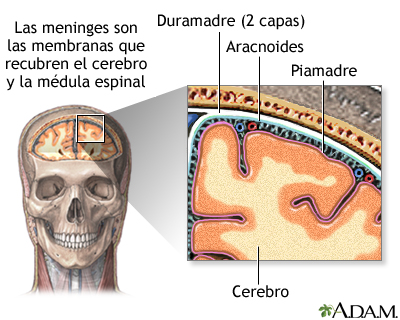 Las meninges son
las membranas que
recubren el cerebro
y la médula espinal
Duramadre (2 capas)
Aracnoides
Piamadre
Cerebro
A.D.A.M.